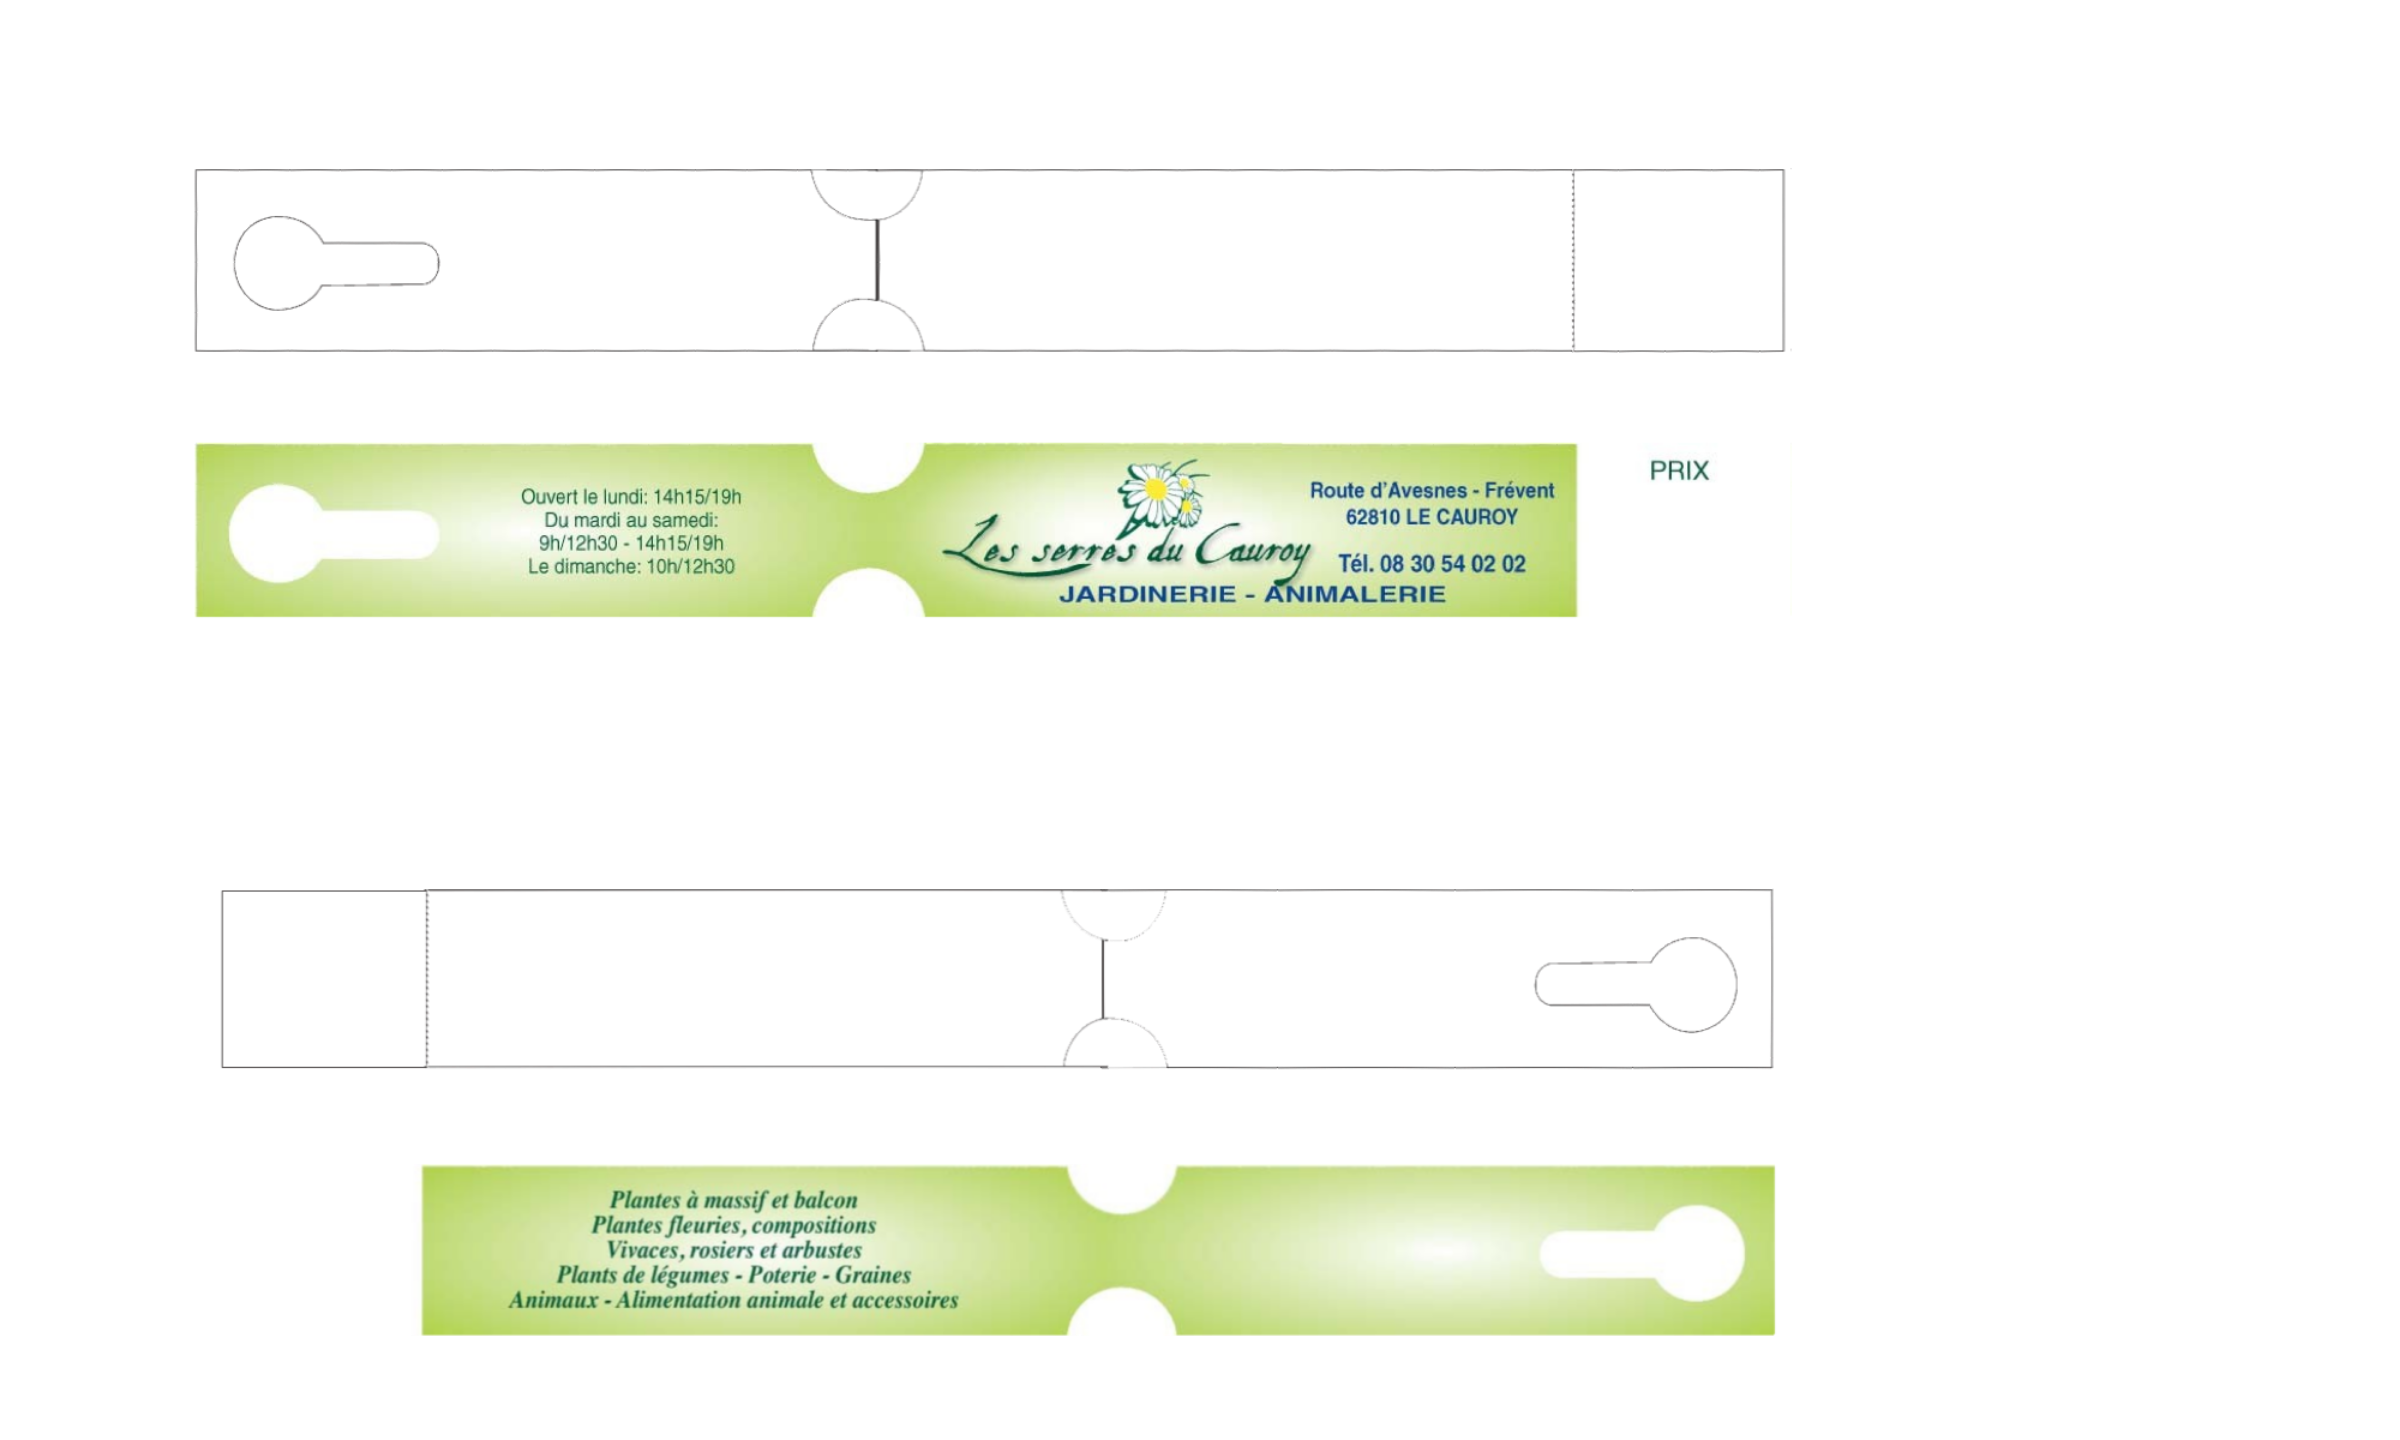 Ouvert le lundi: 14h15/19h
Du mardi au samedi:
9h/12h30 - 14h15/19h
Le dimanche: 10h/12h30
Les serres du Cauroy
JARDINERIE - ANIMALERIE
Route d'Avesnes - Frévent
62810 LE CAUROY
Tél. 08 30 54 02 02
PRIX
Plantes à massif et balcon
Plantes fleuries, compositions
Vivaces, rosiers et arbustes
Plants de légumes - Poterie - Graines
Animaux - Alimentation animale et accessoires